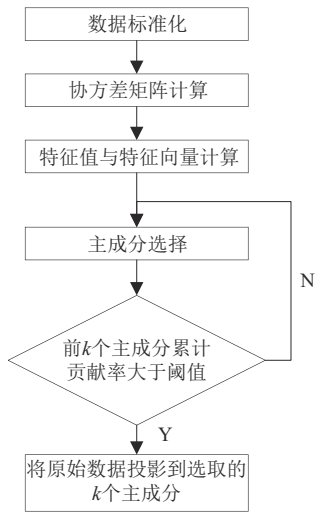 数据标准化
协方差矩阵计算
特征值与特征向量计算
主成分选择
N
前k个主成分累计
贡献率大于阈值
Y
将原始数据投影到选取的
k个主成分